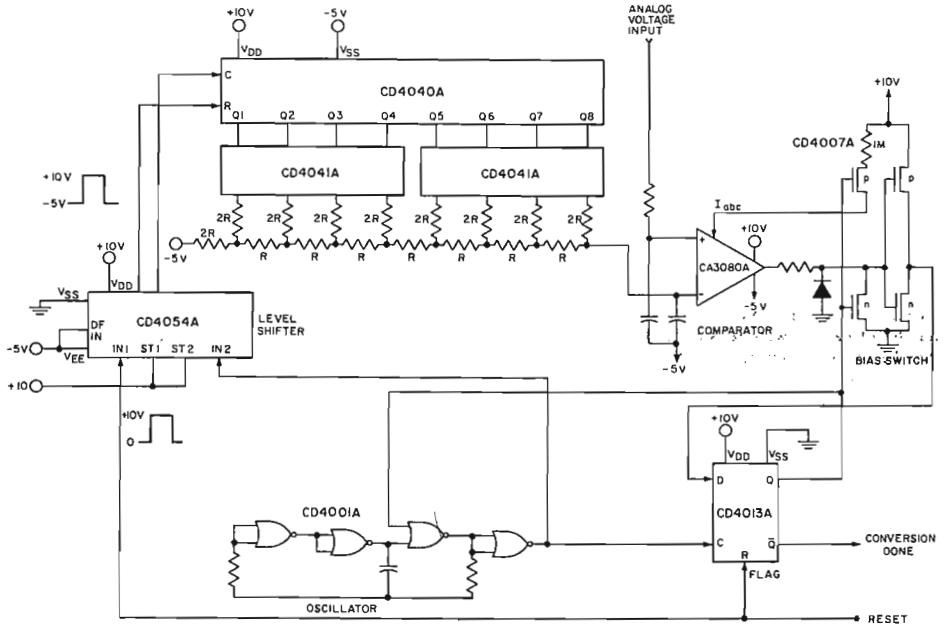 ANALOG
VOLTAGE
INPUT
+10V
-5V
VDD
VSS
C
CD4040A
R
Q1 Q2 Q3 Q4 Q5 Q6 Q7 Q8
CD4041A
CD4041A
+10V
-5V
2R 2R 2R 2R 2R 2R 2R 2R
2R
-5V
R R R R R R R
+10V
CD4007A
1M
p
p
Iabc
+10V
+
CA3080A
-
-5V
n
n
COMPARATOR
-5V
BIAS SWITCH
+10V
VDD
VSS
CD4054A
LEVEL
SHIFTER
DF
IN
-5V
VEE
IN1 ST1 ST2 IN2
+10
+10V
0
+10V
VDD
VSS
D
Q
CD4013A
C
Q̅
R
FLAG
CONVERSION
DONE
CD4001A
OSCILLATOR
RESET